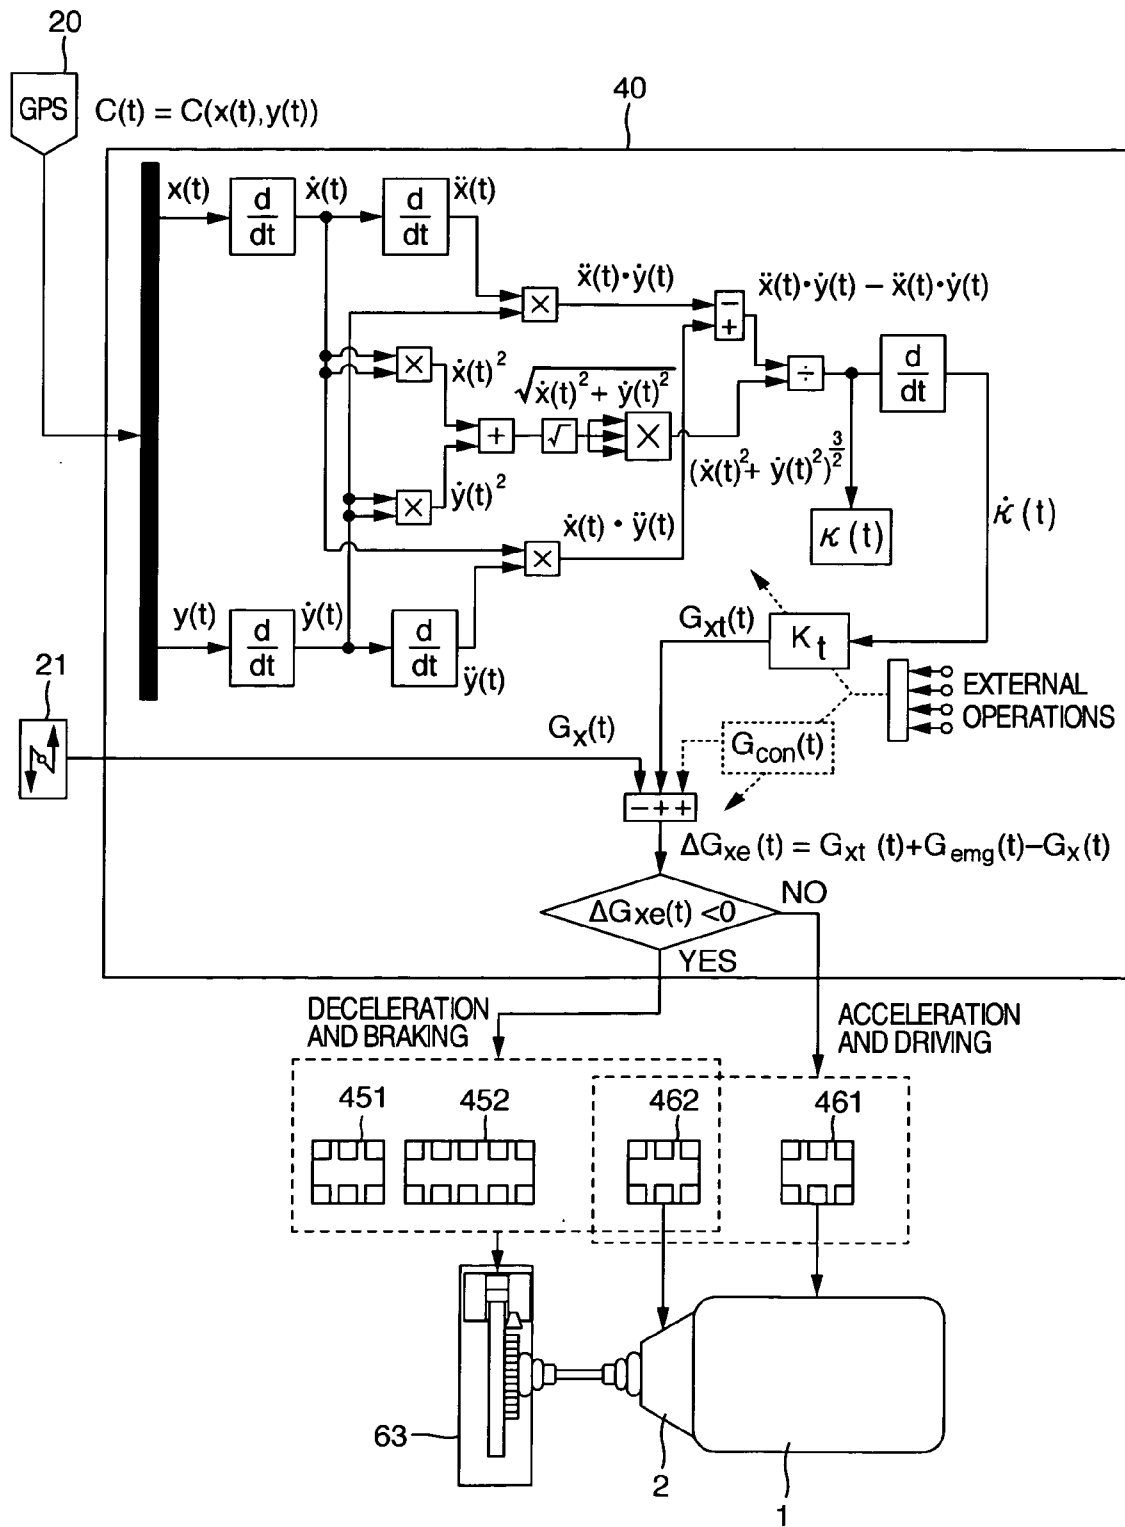 20
GPS
C(t) = C(x(t),y(t))
40
x(t)
d
dt
ẋ(t)
d
dt
ẍ(t)
×
ẍ(t)·ẏ(t)
−
+
ẍ(t)·ẏ(t) − ẍ(t)·ẏ(t)
×
ẋ(t)²
√ẋ(t)² + ẏ(t)²
÷
d
dt
+
√
×
(ẋ(t)²+ ẏ(t)²)^3/2
×
ẏ(t)²
ẋ(t) · ÿ(t)
×
κ(t)
κ̇(t)
y(t)
d
dt
ẏ(t)
d
dt
ÿ(t)
Gxt(t)
Kt
EXTERNAL
OPERATIONS
21
Gx(t)
Gcon(t)
− + +
ΔGxe (t) = Gxt (t)+Gemg(t)−Gx(t)
ΔGxe(t) <0
NO
YES
DECELERATION
AND BRAKING
ACCELERATION
AND DRIVING
451
452
462
461
63
2
1